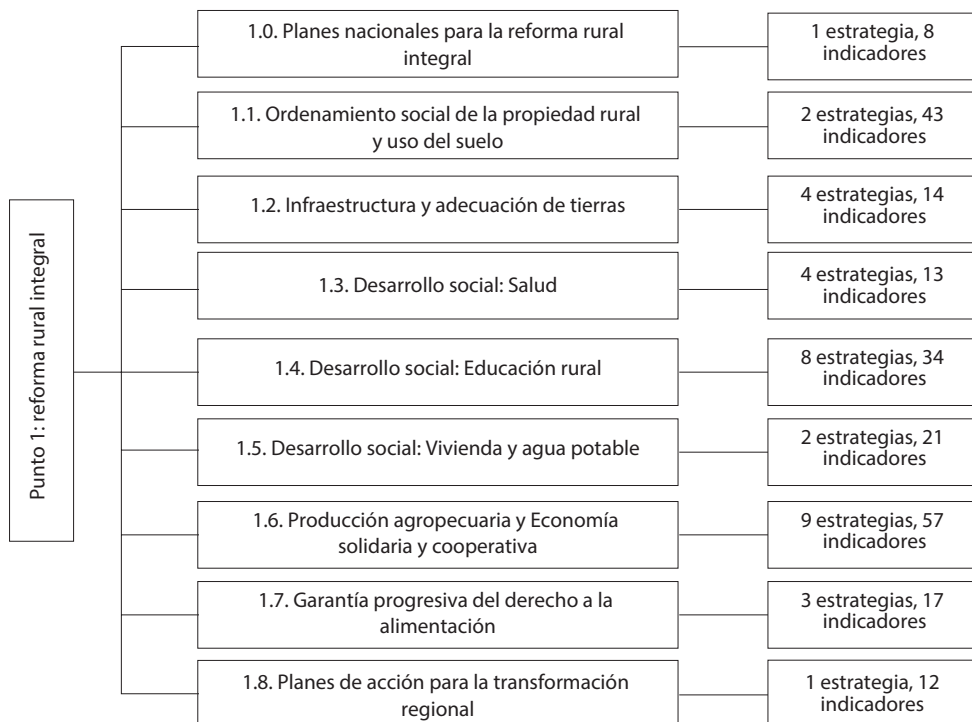 Punto 1: reforma rural integral
1.0. Planes nacionales para la reforma rural
integral
1 estrategia, 8
indicadores
1.1. Ordenamiento social de la propiedad rural
y uso del suelo
2 estrategias, 43
indicadores
1.2. Infraestructura y adecuación de tierras
4 estrategias, 14
indicadores
1.3. Desarrollo social: Salud
4 estrategias, 13
indicadores
1.4. Desarrollo social: Educación rural
8 estrategias, 34
indicadores
1.5. Desarrollo social: Vivienda y agua potable
2 estrategias, 21
indicadores
1.6. Producción agropecuaria y Economía
solidaria y cooperativa
9 estrategias, 57
indicadores
1.7. Garantía progresiva del derecho a la
alimentación
3 estrategias, 17
indicadores
1.8. Planes de acción para la transformación
regional
1 estrategia, 12
indicadores